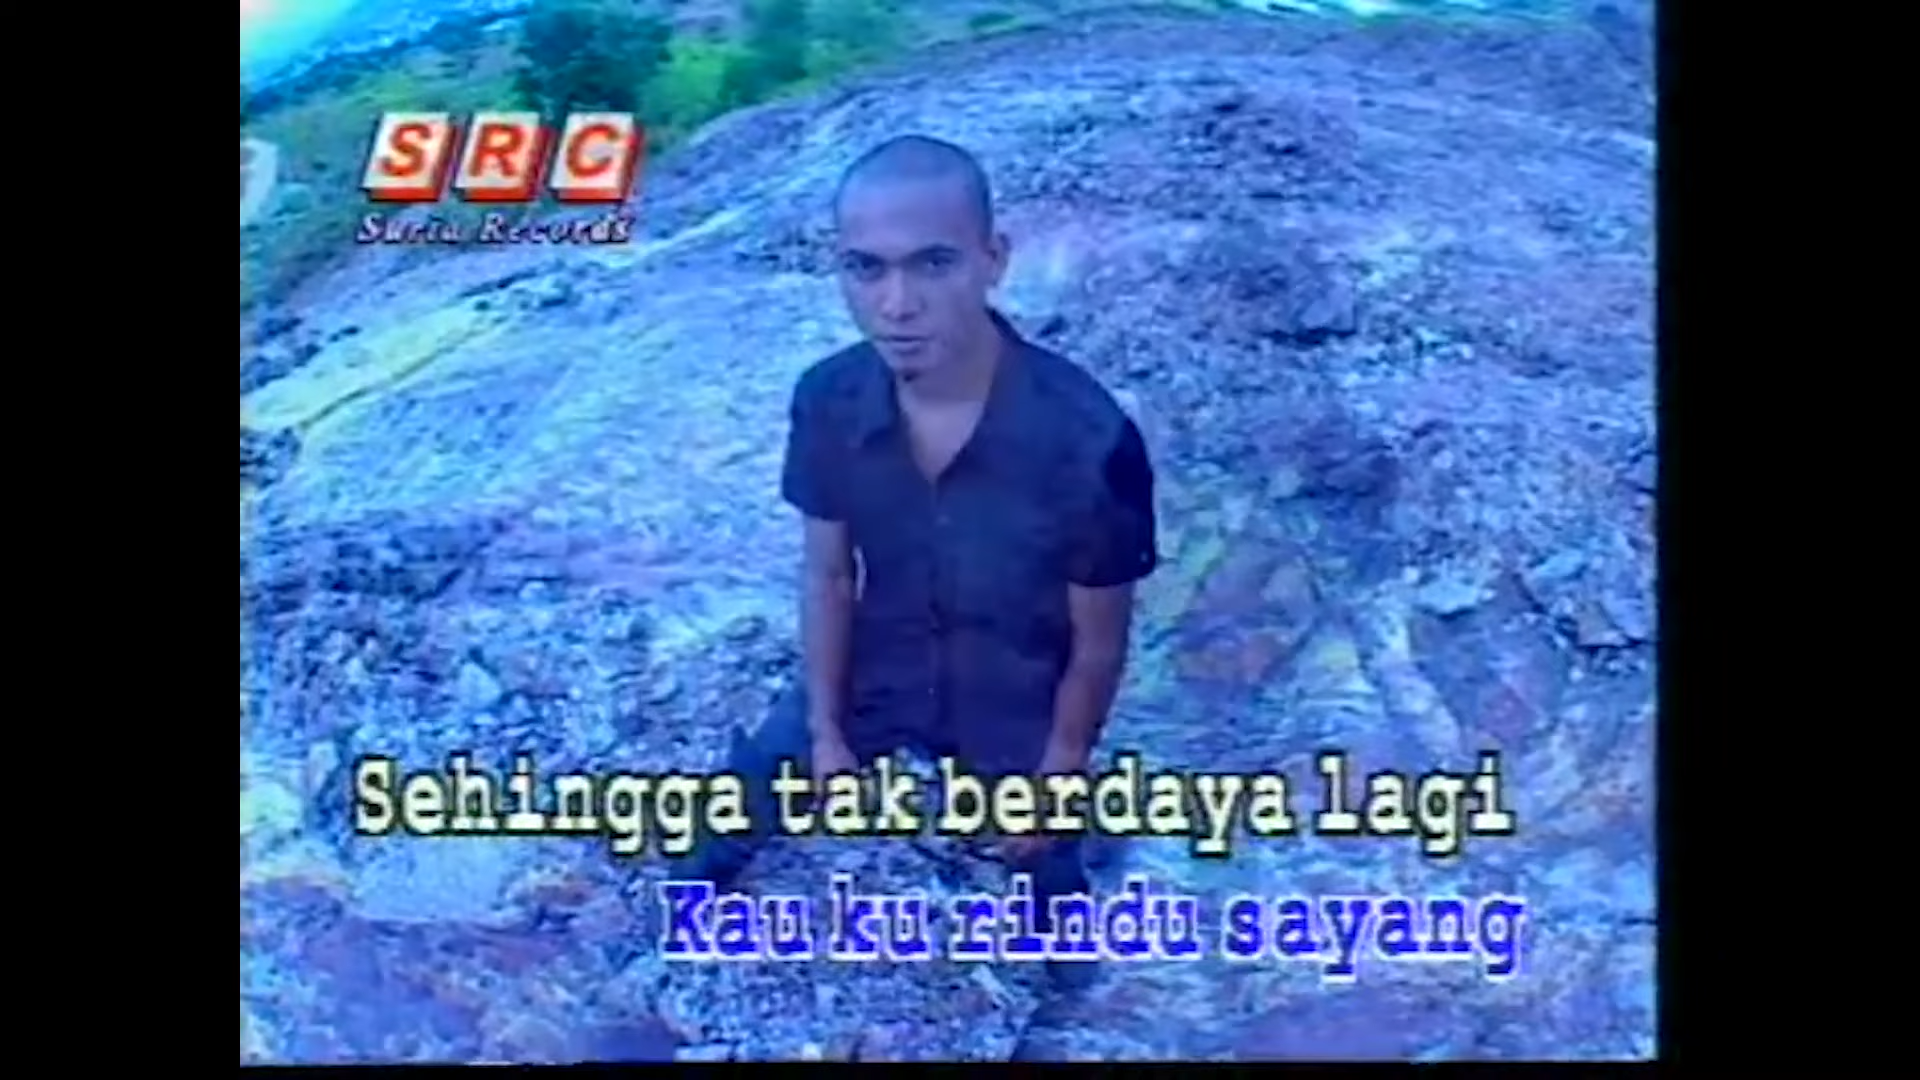 SRC
Suria Records
Sehingga tak berdaya lagi
Kau ku rindu sayang